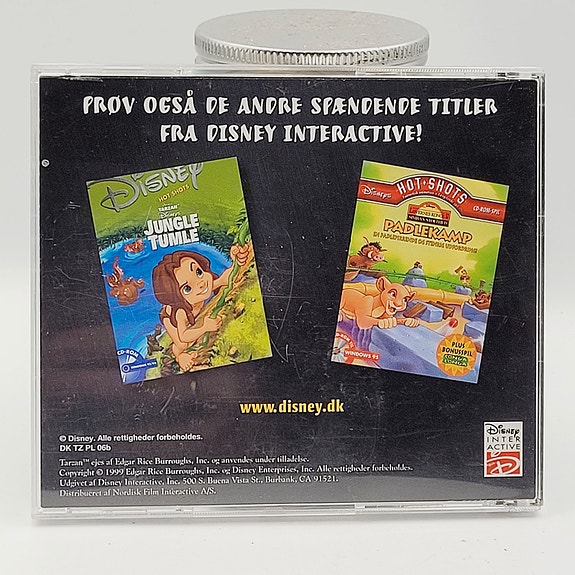 PRØV OGSÅ DE ANDRE SPÆNDENDE TITLER
FRA DISNEY INTERACTIVE!
Disney
HOT SHOTS
TARZAN™
Disney's
JUNGLE
TUMLE
CD-ROM
Disneys
HOT★SHOTS
CD-ROM-SPIL
PADLEKAMP
WINDOWS 95
PLUS
BONUSSPIL
www.disney.dk
© Disney. Alle rettigheder forbeholdes.
DK TZ PL 06b
Tarzan™ ejes af Edgar Rice Burroughs, Inc. og anvendes under tilladelse.
Copyright © 1999 Edgar Rice Burroughs, Inc. og Disney Enterprises, Inc. Alle rettigheder forbeholdes.
Udgivet af Disney Interactive, Inc. 500 S. Buena Vista St., Burbank, CA 91521.
Distribueret af Nordisk Film Interactive A/S.
Disney
INTER
ACTIVE
D